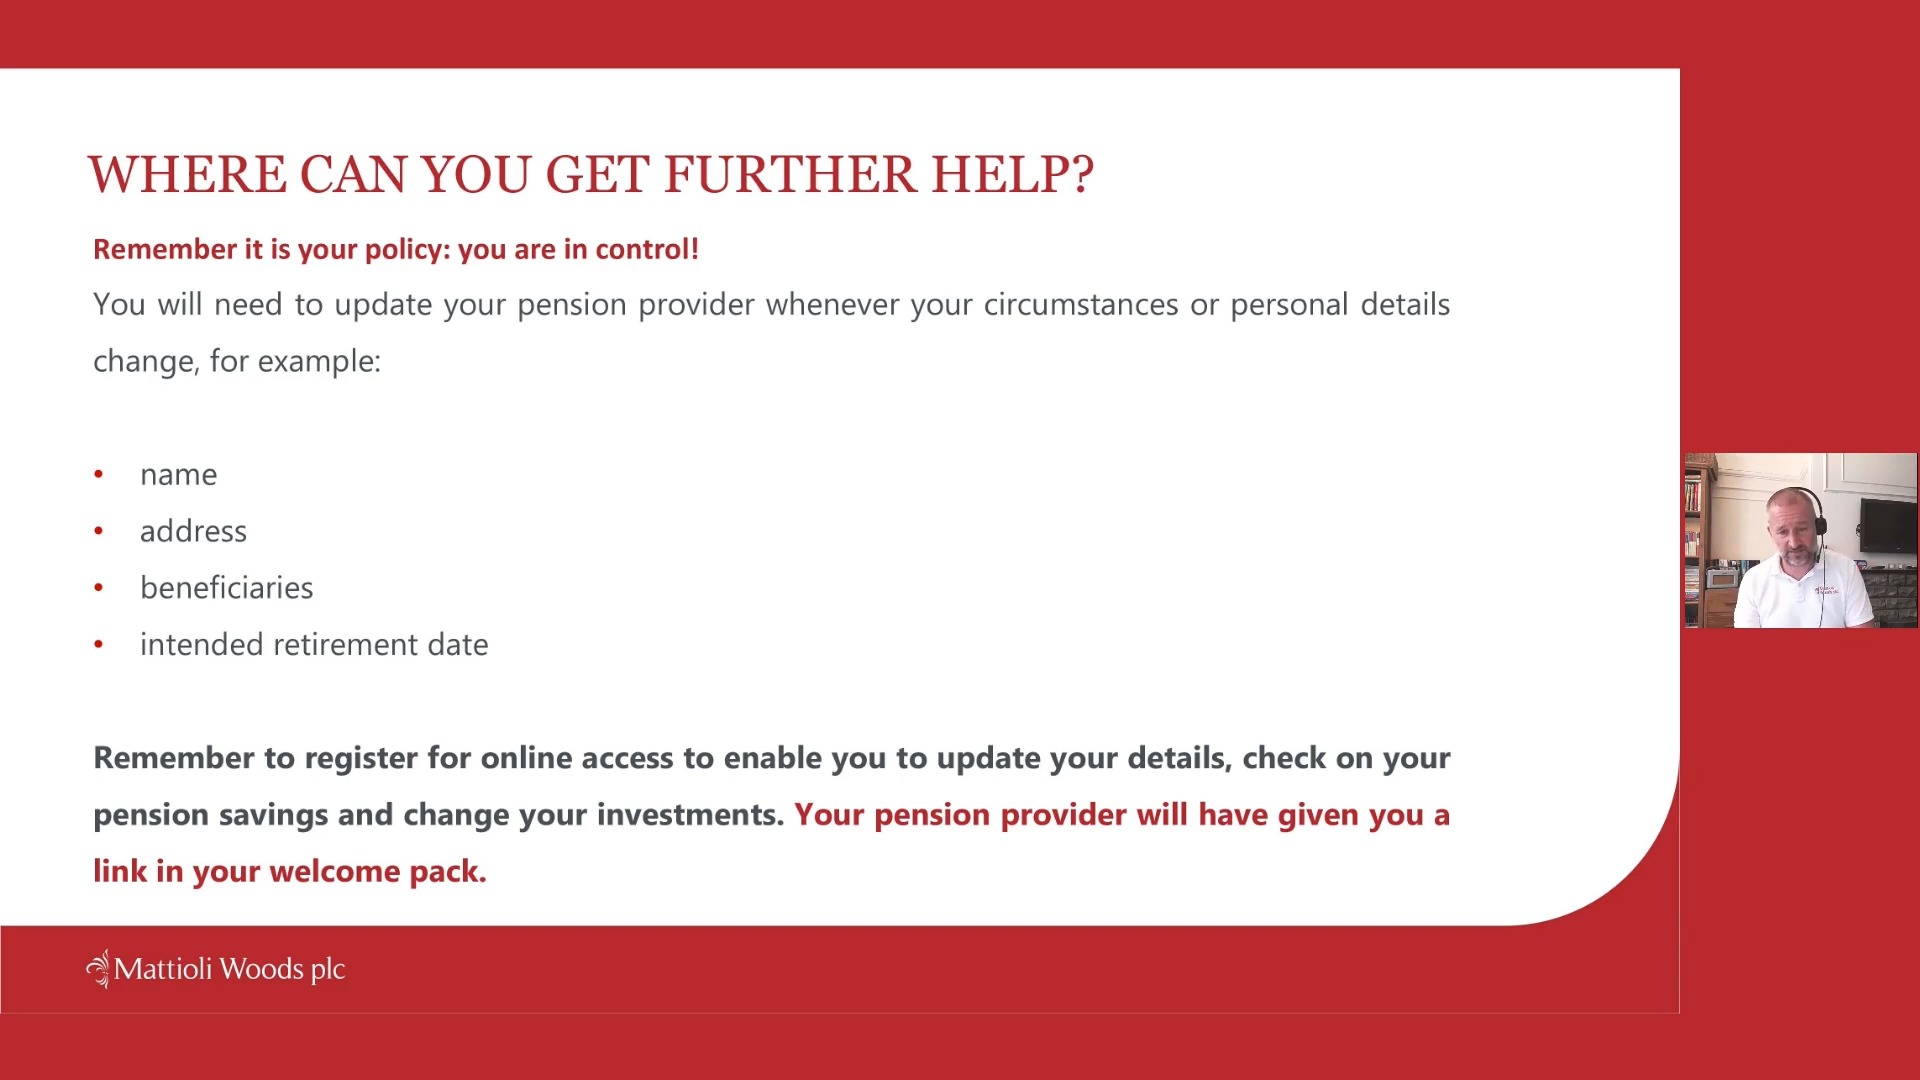 WHERE CAN YOU GET FURTHER HELP?
Remember it is your policy: you are in control!
You will need to update your pension provider whenever your circumstances or personal details
change, for example:
• name
• address
• beneficiaries
• intended retirement date
Remember to register for online access to enable you to update your details, check on your
pension savings and change your investments. Your pension provider will have given you a
link in your welcome pack.
Mattioli Woods plc